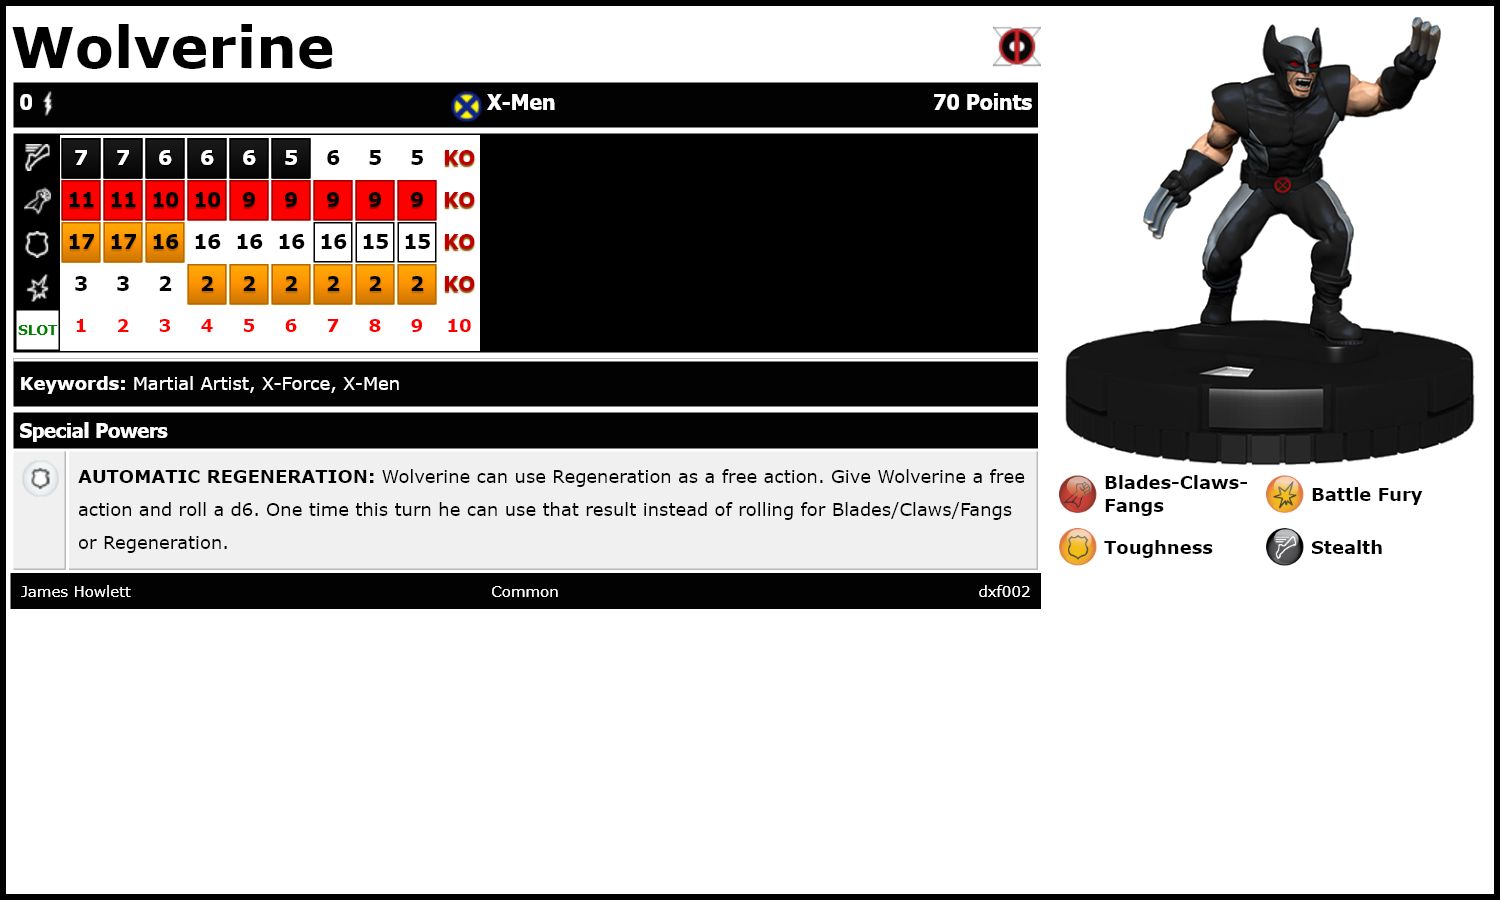 Wolverine
0 X-Men 70 Points
7 7 6 6 6 5 6 5 5 KO
11 11 10 10 9 9 9 9 9 KO
17 17 16 16 16 16 16 15 15 KO
3 3 2 2 2 2 2 2 2 KO
SLOT 1 2 3 4 5 6 7 8 9 10
Keywords: Martial Artist, X-Force, X-Men
Special Powers
AUTOMATIC REGENERATION: Wolverine can use Regeneration as a free action. Give Wolverine a free
action and roll a d6. One time this turn he can use that result instead of rolling for Blades/Claws/Fangs
or Regeneration.
James Howlett Common dxf002
Blades-Claws-
Fangs
Battle Fury
Toughness
Stealth